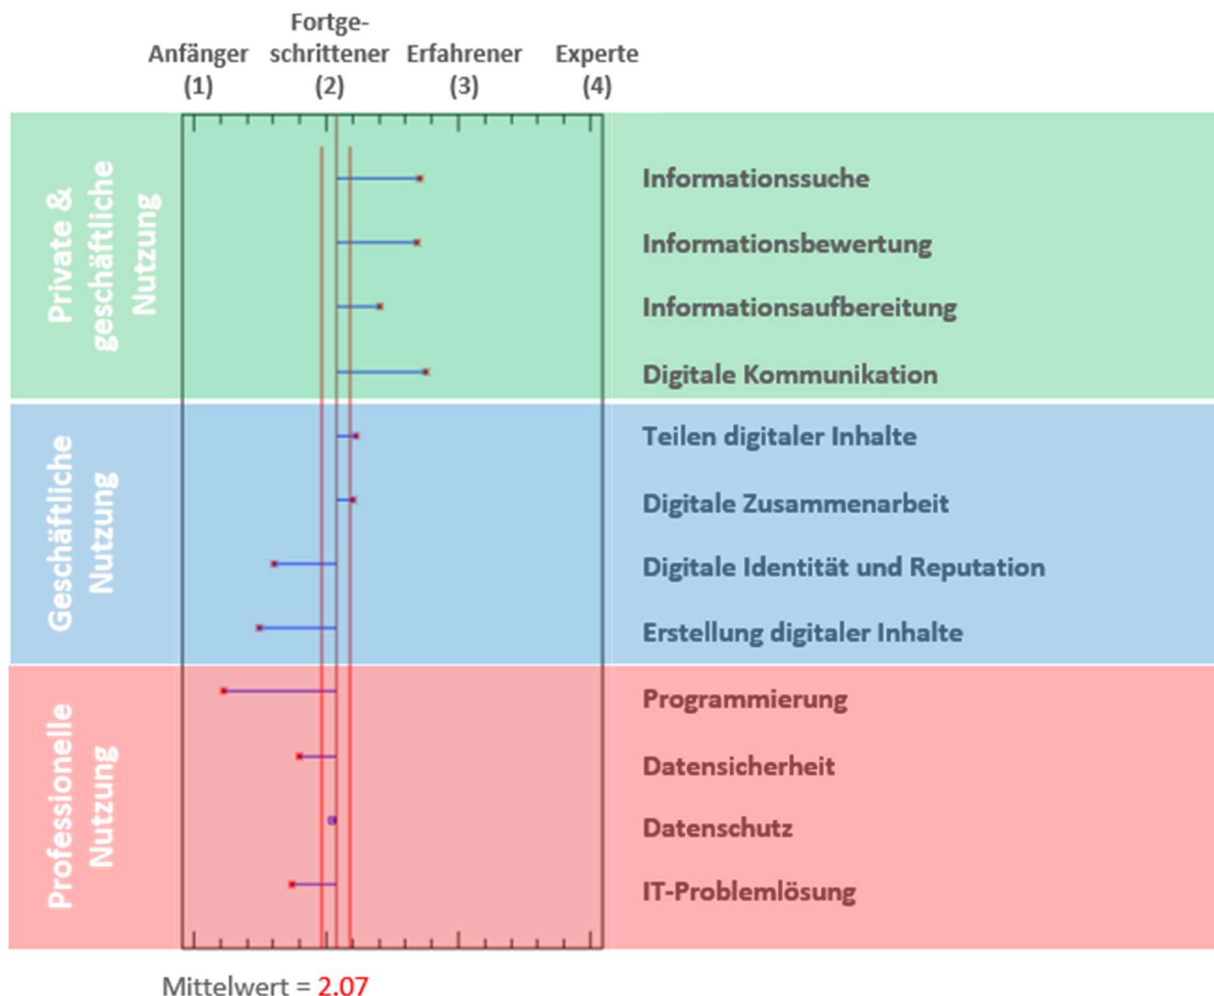 Fortge-
Anfänger schrittener Erfahrener Experte
(1) (2) (3) (4)
Private &
geschäftliche
Nutzung
Informationssuche
Informationsbewertung
Informationsaufbereitung
Digitale Kommunikation
Geschäftliche
Nutzung
Teilen digitaler Inhalte
Digitale Zusammenarbeit
Digitale Identität und Reputation
Erstellung digitaler Inhalte
Professionelle
Nutzung
Programmierung
Datensicherheit
Datenschutz
IT-Problemlösung
Mittelwert = 2.07